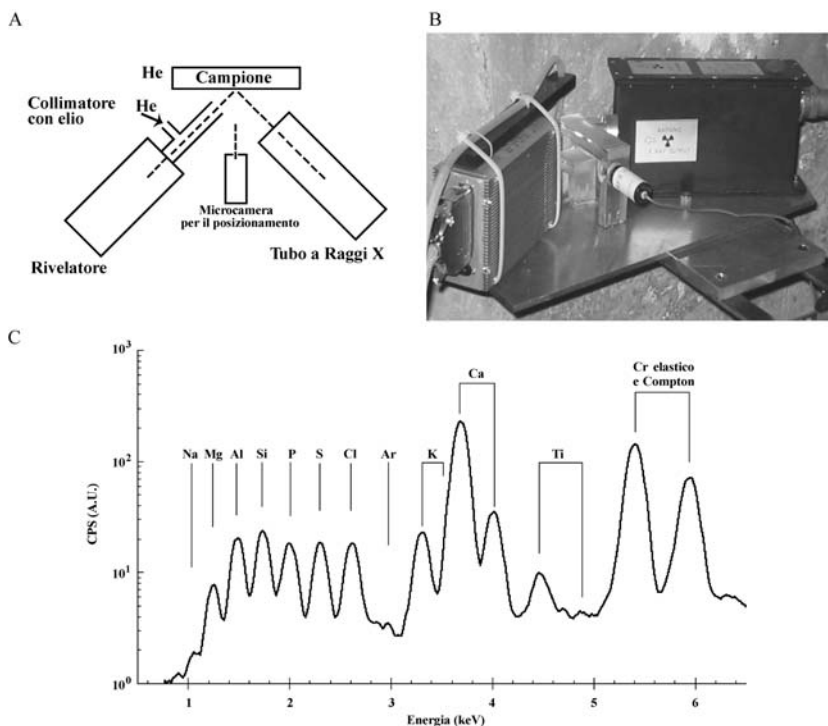 A
He
Campione
Collimatore
con elio
He
Microcamera
per il posizionamento
Rivelatore
Tubo a Raggi X
B
C
CPS (A.U.)
10³
10²
10¹
10⁰
Na
Mg
Al
Si
P
S
Cl
Ar
K
Ca
Ti
Cr elastico
e Compton
1
2
3
4
5
6
Energia (keV)